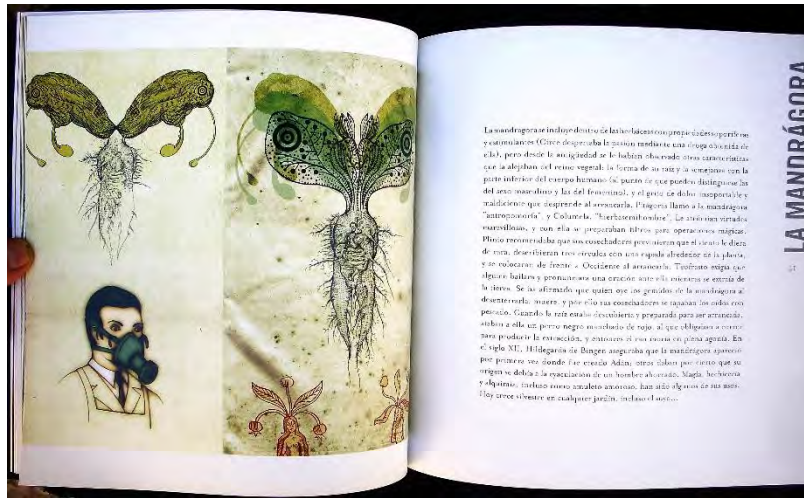 La mandrágora se incluye dentro de las herbáceas con propiedades soporíferas
y estimulantes (Circe despertaba la pasión mediante una droga obtenida de
ella), pero desde la antigüedad se le habían observado otras características
que la alejaban del reino vegetal: la forma de su raíz y la semejanza con la
parte inferior del cuerpo humano (al punto de que pueden distinguirse las
del sexo masculino y las del femenino), y el grito de dolor insoportable y
maldiciente que desprende al arrancarla. Pitágoras llamó a la mandrágora
"antropomorfa", y Columela, "hierba semihombre". Le atribuían virtudes
maravillosas, y con ella se preparaban filtros para operaciones mágicas.
Plinio recomendaba que sus cosechadores previnieran que el viento le diera
de cara, describieran tres círculos con una espada alrededor de la planta,
y se colocaran de frente a Occidente al arrancarla. Teofrasto exigía que
alguien bailara y pronunciara una oración ante ella mientras se extraía de
la tierra. Se ha afirmado que quien oye los gemidos de la mandrágora al
desenterrarla, muere, y por ello sus cosechadores se tapaban los oídos con
pescado. Cuando la raíz estaba descubierta y preparada para ser arrancada,
ataban a ella un perro negro manchado de rojo, al que obligaban a correr
para producir la extracción, y entonces el can moría en plena agonía. En
el siglo XII, Hildegarda de Bingen aseguraba que la mandrágora apareció
por primera vez donde fue creado Adán; otros daban por cierto que su
origen se debía a la eyaculación de un hombre ahorcado. Magia, hechicería
y alquimia, incluso como amuleto amoroso, han sido algunos de sus usos.
Hoy crece silvestre en cualquier jardín, incluso el
LA MANDRÁGORA